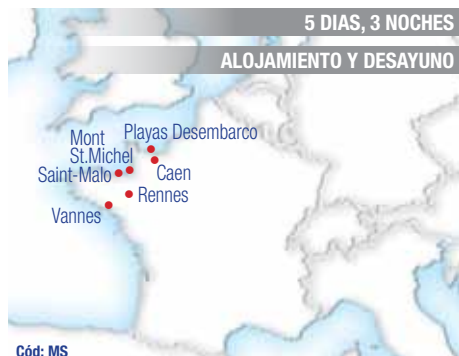 5 DIAS, 3 NOCHES
ALOJAMIENTO Y DESAYUNO
Mont
St.Michel
Playas Desembarco
Saint-Malo
Caen
Rennes
Vannes
Cód: MS